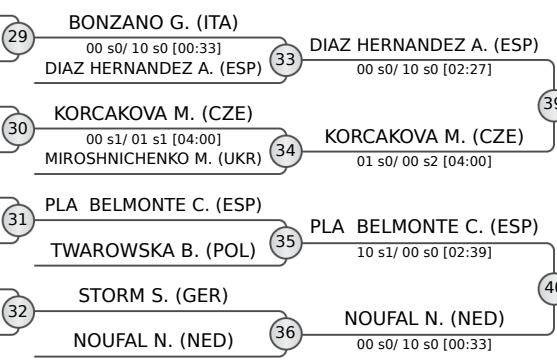 BONZANO G. (ITA)
29
00 s0/ 10 s0 [00:33]
DIAZ HERNANDEZ A. (ESP)
33
DIAZ HERNANDEZ A. (ESP)
00 s0/ 10 s0 [02:27]
KORCAKOVA M. (CZE)
30
00 s1/ 01 s1 [04:00]
MIROSHNICHENKO M. (UKR)
34
KORCAKOVA M. (CZE)
01 s0/ 00 s2 [04:00]
39
PLA  BELMONTE C. (ESP)
31
TWAROWSKA B. (POL)
35
PLA  BELMONTE C. (ESP)
10 s1/ 00 s0 [02:39]
STORM S. (GER)
32
NOUFAL N. (NED)
36
NOUFAL N. (NED)
00 s0/ 10 s0 [00:33]
40